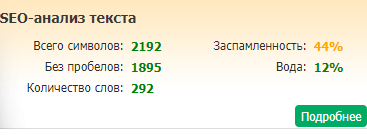 SEO-анализ текста
Всего символов: 2192 Заспамленность: 44%
Без пробелов: 1895 Вода: 12%
Количество слов: 292
Подробнее